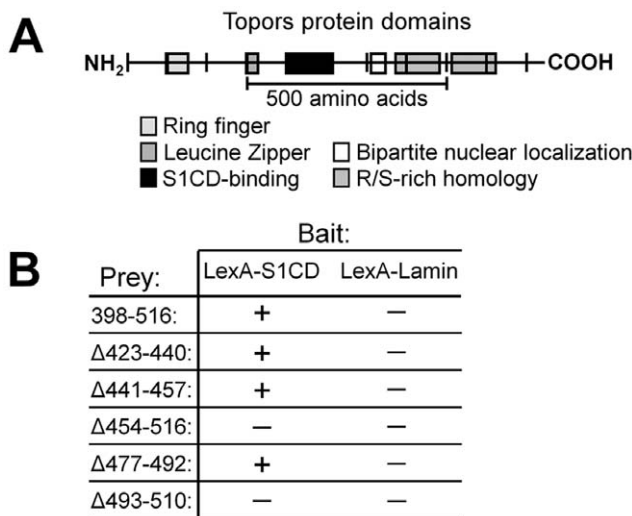 A
Topors protein domains
NH2 COOH
500 amino acids
Ring finger
Leucine Zipper Bipartite nuclear localization
S1CD-binding R/S-rich homology
B
Bait:
Prey: LexA-S1CD LexA-Lamin
398-516: + −
Δ423-440: + −
Δ441-457: + −
Δ454-516: − −
Δ477-492: + −
Δ493-510: − −